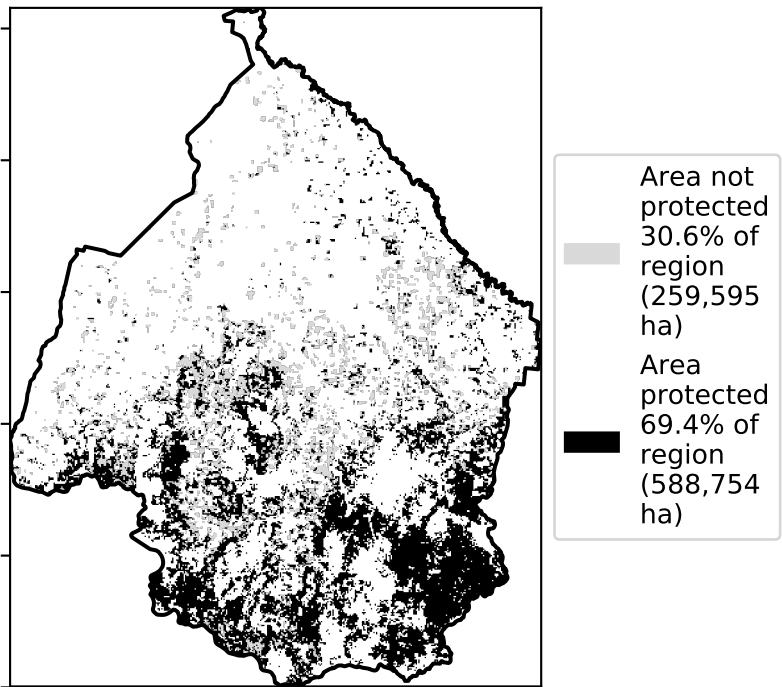 Area not
protected
30.6% of
region
(259,595
ha)
Area
protected
69.4% of
region
(588,754
ha)